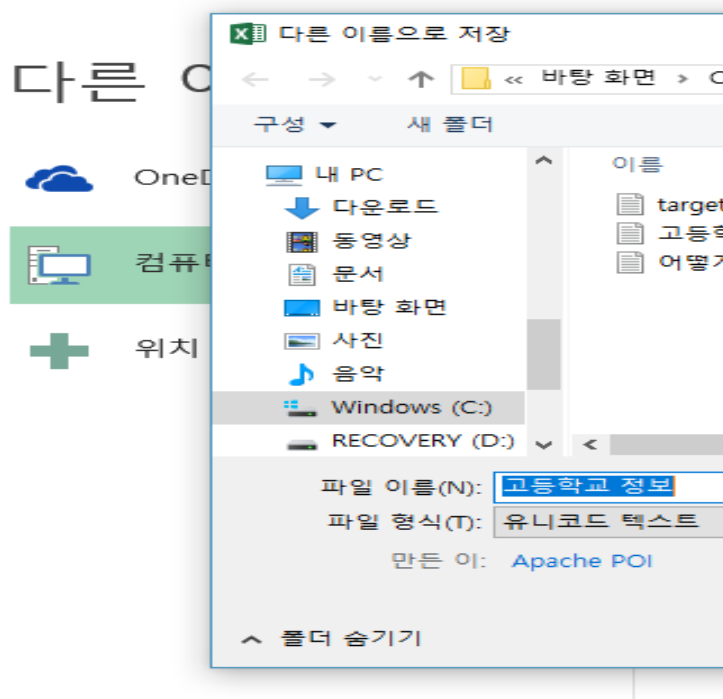 다른 이름으로 저장
다른
바탕 화면
구성
새 폴더
OneD
컴퓨터
위치
내 PC
다운로드
동영상
문서
바탕 화면
사진
음악
Windows (C:)
RECOVERY (D:)
이름
target
고등학
어떻게
파일 이름(N): 고등학교 정보
파일 형식(T): 유니코드 텍스트
만든 이: Apache POI
폴더 숨기기